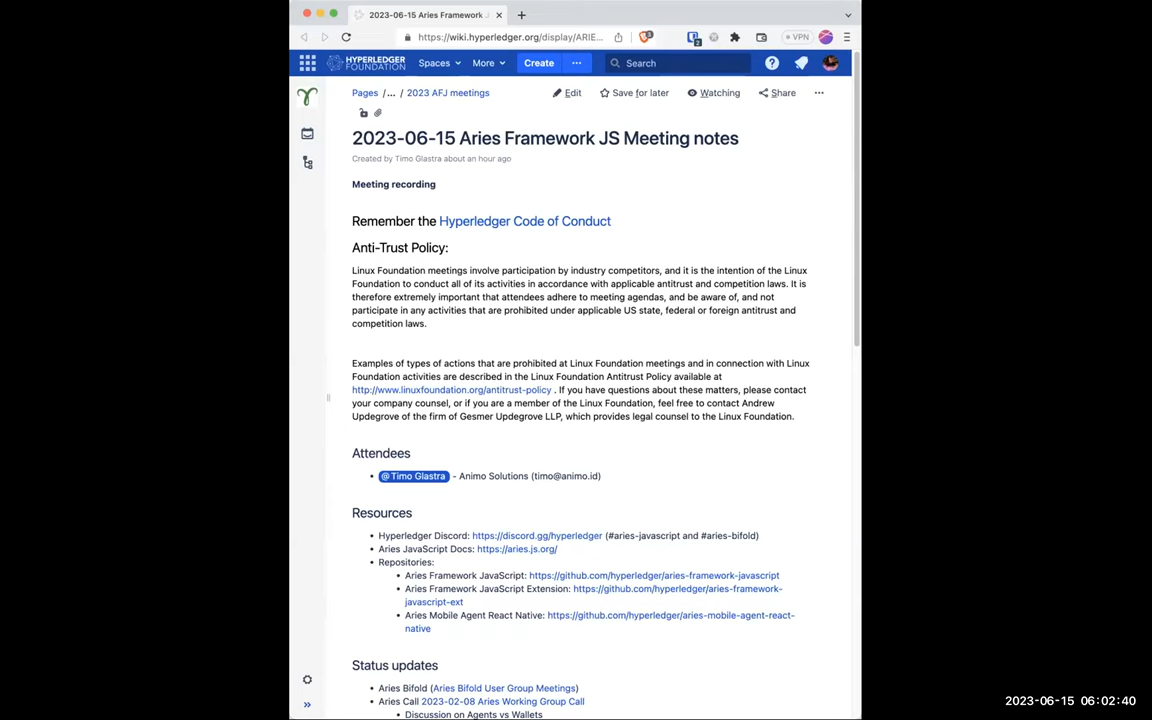 2023-06-15 Aries Framework J
https://wiki.hyperledger.org/display/ARIE...
VPN
HYPERLEDGER FOUNDATION
Spaces
More
Create
Search
Pages /... / 2023 AFJ meetings
Edit
Save for later
Watching
Share
2023-06-15 Aries Framework JS Meeting notes
Created by Timo Glastra about an hour ago
Meeting recording
Remember the Hyperledger Code of Conduct
Anti-Trust Policy:
Linux Foundation meetings involve participation by industry competitors, and it is the intention of the Linux
Foundation to conduct all of its activities in accordance with applicable antitrust and competition laws. It is
therefore extremely important that attendees adhere to meeting agendas, and be aware of, and not
participate in any activities that are prohibited under applicable US state, federal or foreign antitrust and
competition laws.
Examples of types of actions that are prohibited at Linux Foundation meetings and in connection with Linux
Foundation activities are described in the Linux Foundation Antitrust Policy available at
http://www.linuxfoundation.org/antitrust-policy . If you have questions about these matters, please contact
your company counsel, or if you are a member of the Linux Foundation, feel free to contact Andrew
Updegrove of the firm of Gesmer Updegrove LLP, which provides legal counsel to the Linux Foundation.
Attendees
• @Timo Glastra - Animo Solutions (timo@animo.id)
Resources
• Hyperledger Discord: https://discord.gg/hyperledger (#aries-javascript and #aries-bifold)
• Aries JavaScript Docs: https://aries.js.org/
• Repositories:
• Aries Framework JavaScript: https://github.com/hyperledger/aries-framework-javascript
• Aries Framework JavaScript Extension: https://github.com/hyperledger/aries-framework-
javascript-ext
• Aries Mobile Agent React Native: https://github.com/hyperledger/aries-mobile-agent-react-
native
Status updates
• Aries Bifold (Aries Bifold User Group Meetings)
• Aries Call 2023-02-08 Aries Working Group Call
• Discussion on Agents vs Wallets
2023-06-15 06:02:40